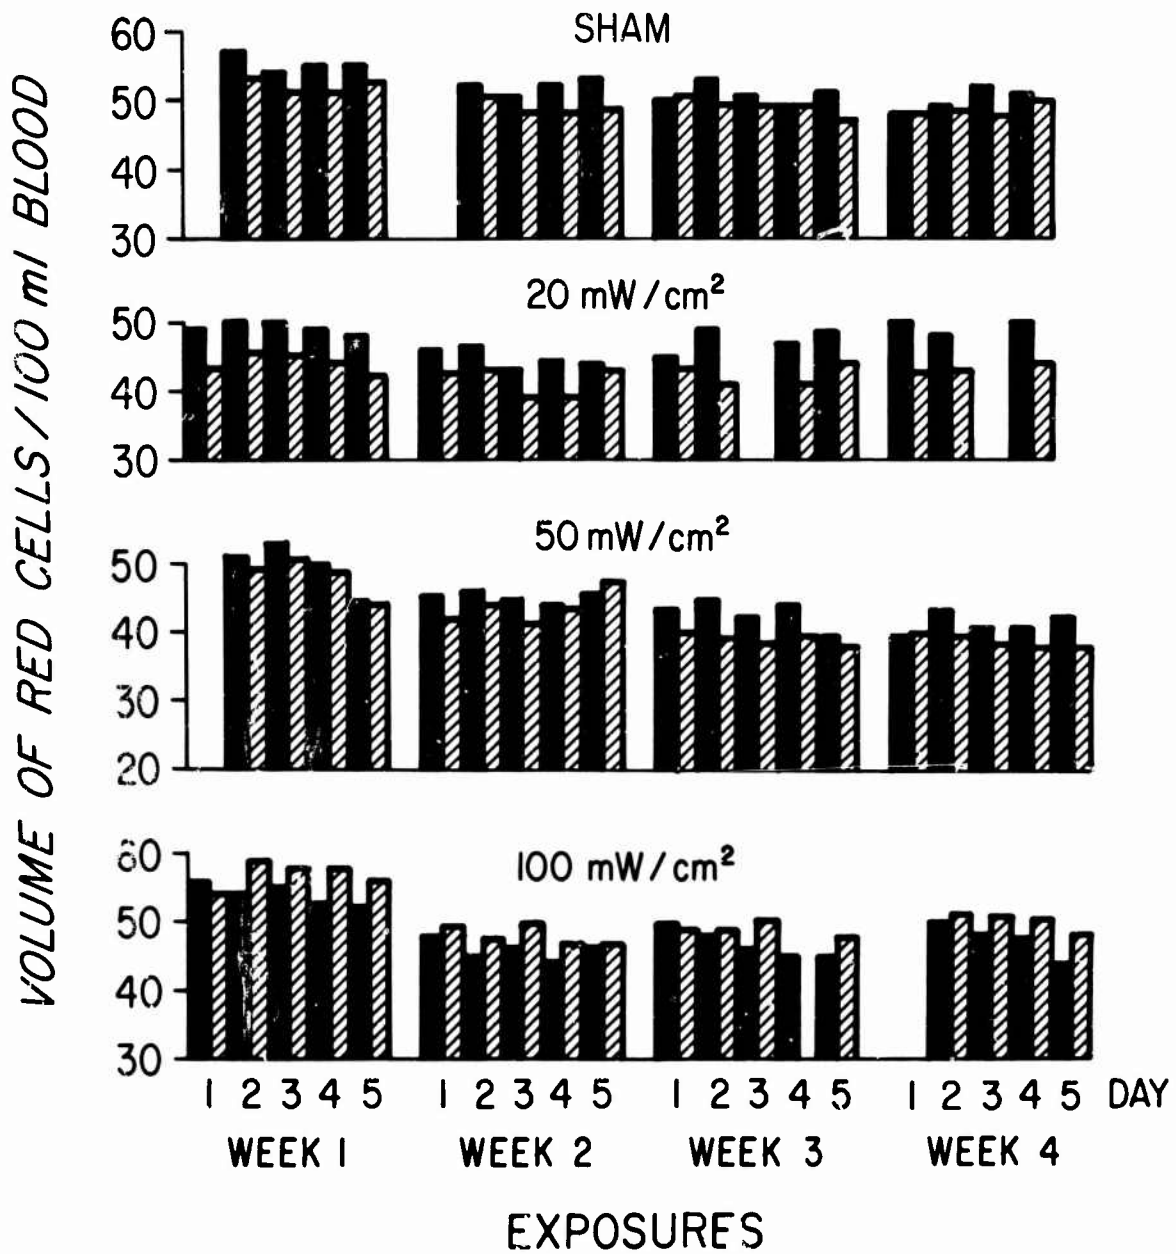 VOLUME OF RED CELLS/100 ml BLOOD
SHAM
60
50
40
30
20 mW/cm²
50
40
30
50 mW/cm²
50
40
30
20
100 mW/cm²
60
50
40
30
1 2 3 4 5 1 2 3 4 5 1 2 3 4 5 1 2 3 4 5 DAY
WEEK 1 WEEK 2 WEEK 3 WEEK 4
EXPOSURES